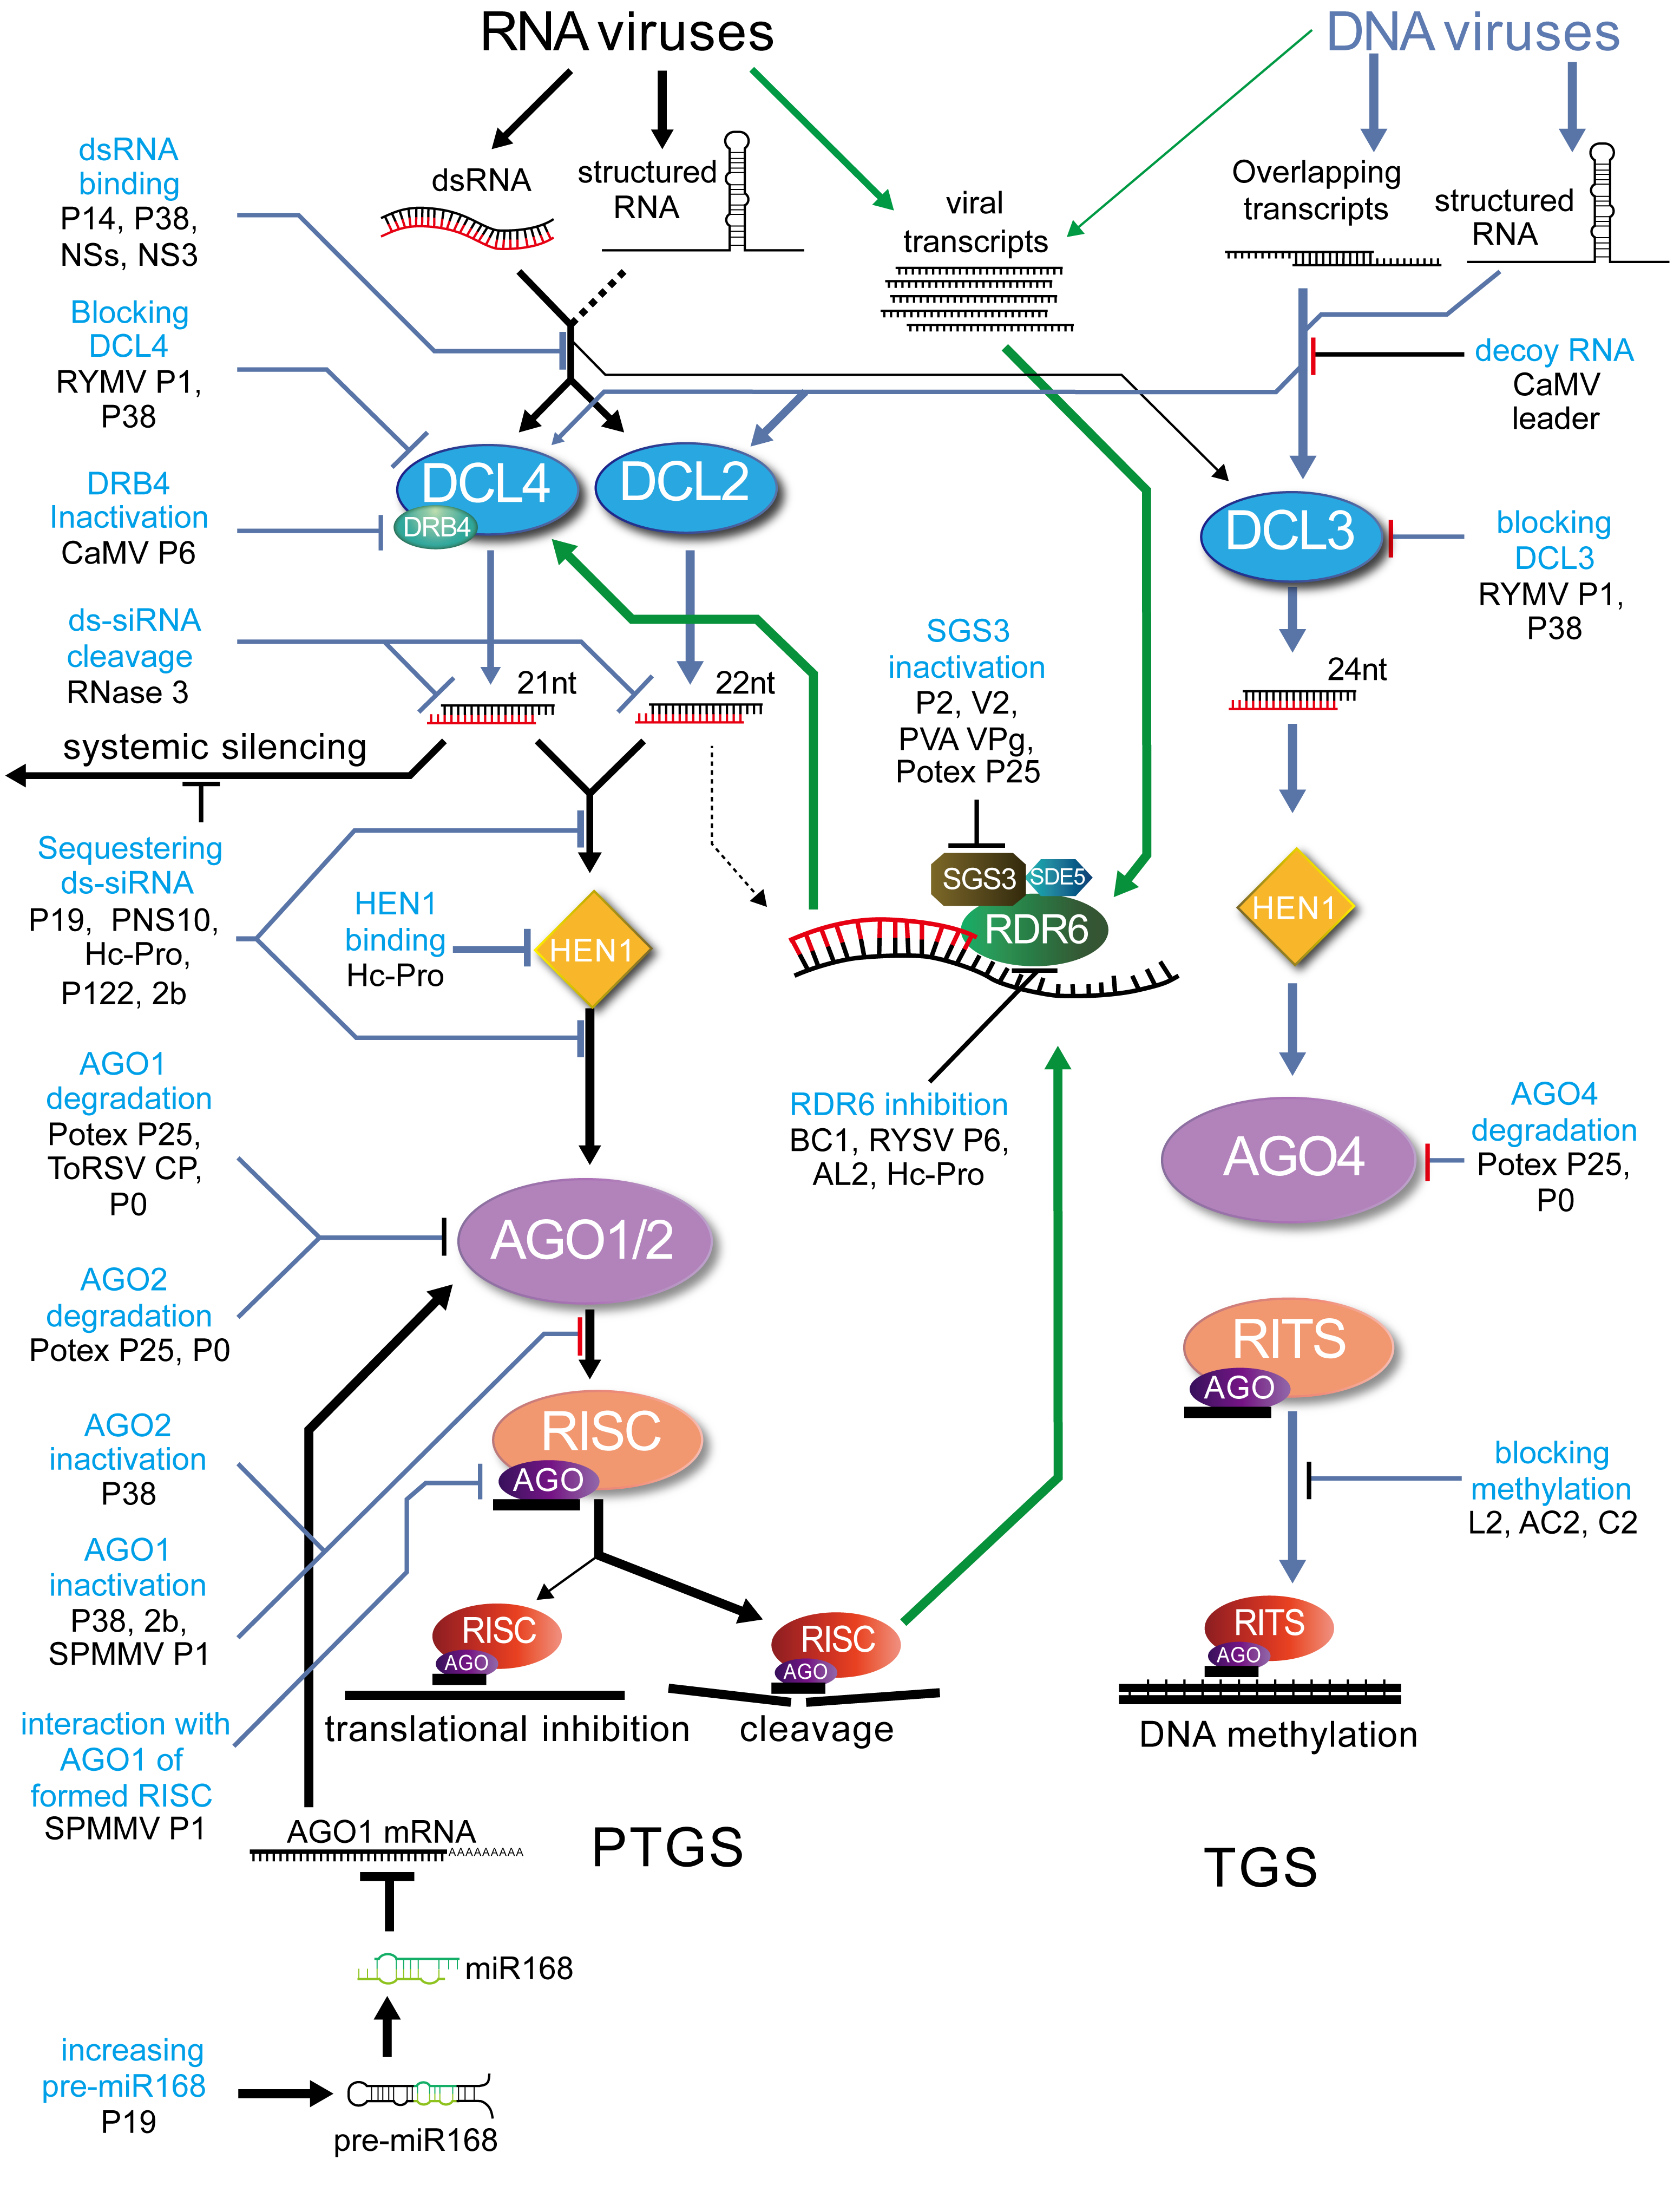 RNA viruses
DNA viruses
dsRNA
binding
P14, P38,
NSs, NS3
dsRNA
structured
RNA
viral
transcripts
Overlapping
transcripts
structured
RNA
Blocking
DCL4
RYMV P1,
P38
decoy RNA
CaMV
leader
DRB4
Inactivation
CaMV P6
DCL4
DRB4
DCL2
DCL3
blocking
DCL3
RYMV P1,
P38
ds-siRNA
cleavage
RNase 3
21nt
22nt
SGS3
inactivation
P2, V2,
PVA VPg,
Potex P25
24nt
systemic silencing
Sequestering
ds-siRNA
P19, PNS10,
Hc-Pro,
P122, 2b
HEN1
binding
Hc-Pro
HEN1
SGS3
SDE5
RDR6
HEN1
AGO1
degradation
Potex P25,
ToRSV CP,
P0
RDR6 inhibition
BC1, RYSV P6,
AL2, Hc-Pro
AGO4
AGO4
degradation
Potex P25,
P0
AGO1/2
AGO2
degradation
Potex P25, P0
RITS
AGO
AGO2
inactivation
P38
RISC
AGO
blocking
methylation
L2, AC2, C2
AGO1
inactivation
P38, 2b,
SPMMV P1
RISC
AGO
RISC
AGO
RITS
AGO
interaction with
AGO1 of
formed RISC
SPMMV P1
translational inhibition
cleavage
DNA methylation
AGO1 mRNA
AAAAAAAAA
PTGS
TGS
miR168
increasing
pre-miR168
P19
pre-miR168